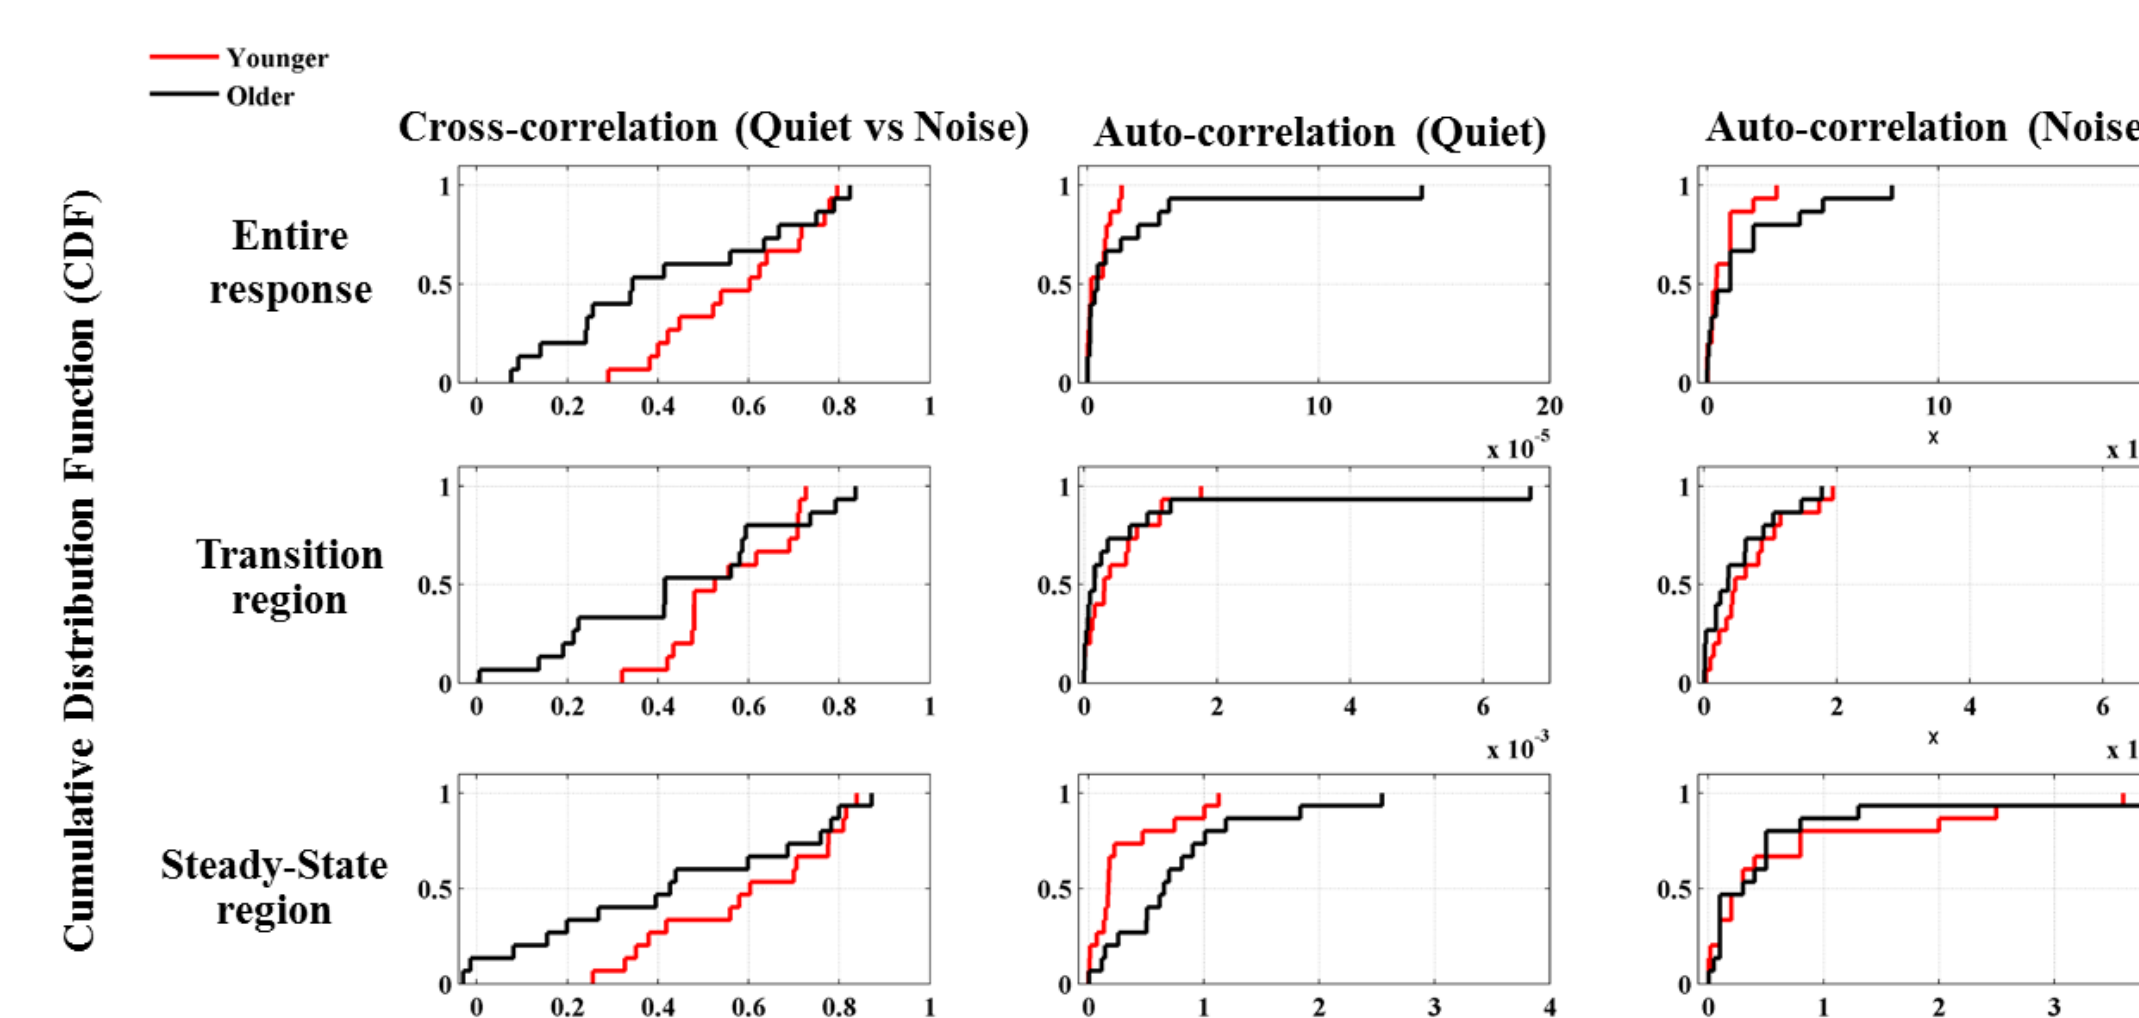 Younger
Older
Cross-correlation (Quiet vs Noise)
Auto-correlation (Quiet)
Auto-correlation (Noise
Cumulative Distribution Function (CDF)
Entire
response
1
0.5
0
0 0.2 0.4 0.6 0.8 1
1
0.5
0
0 10 20
x 10-5
1
0.5
0
0 10
x
x 1
Transition
region
1
0.5
0
0 0.2 0.4 0.6 0.8 1
1
0.5
0
0 2 4 6
x 10-3
1
0.5
0
0 2 4 6
x
x 1
Steady-State
region
1
0.5
0
0 0.2 0.4 0.6 0.8 1
1
0.5
0
0 1 2 3 4
1
0.5
0
0 1 2 3